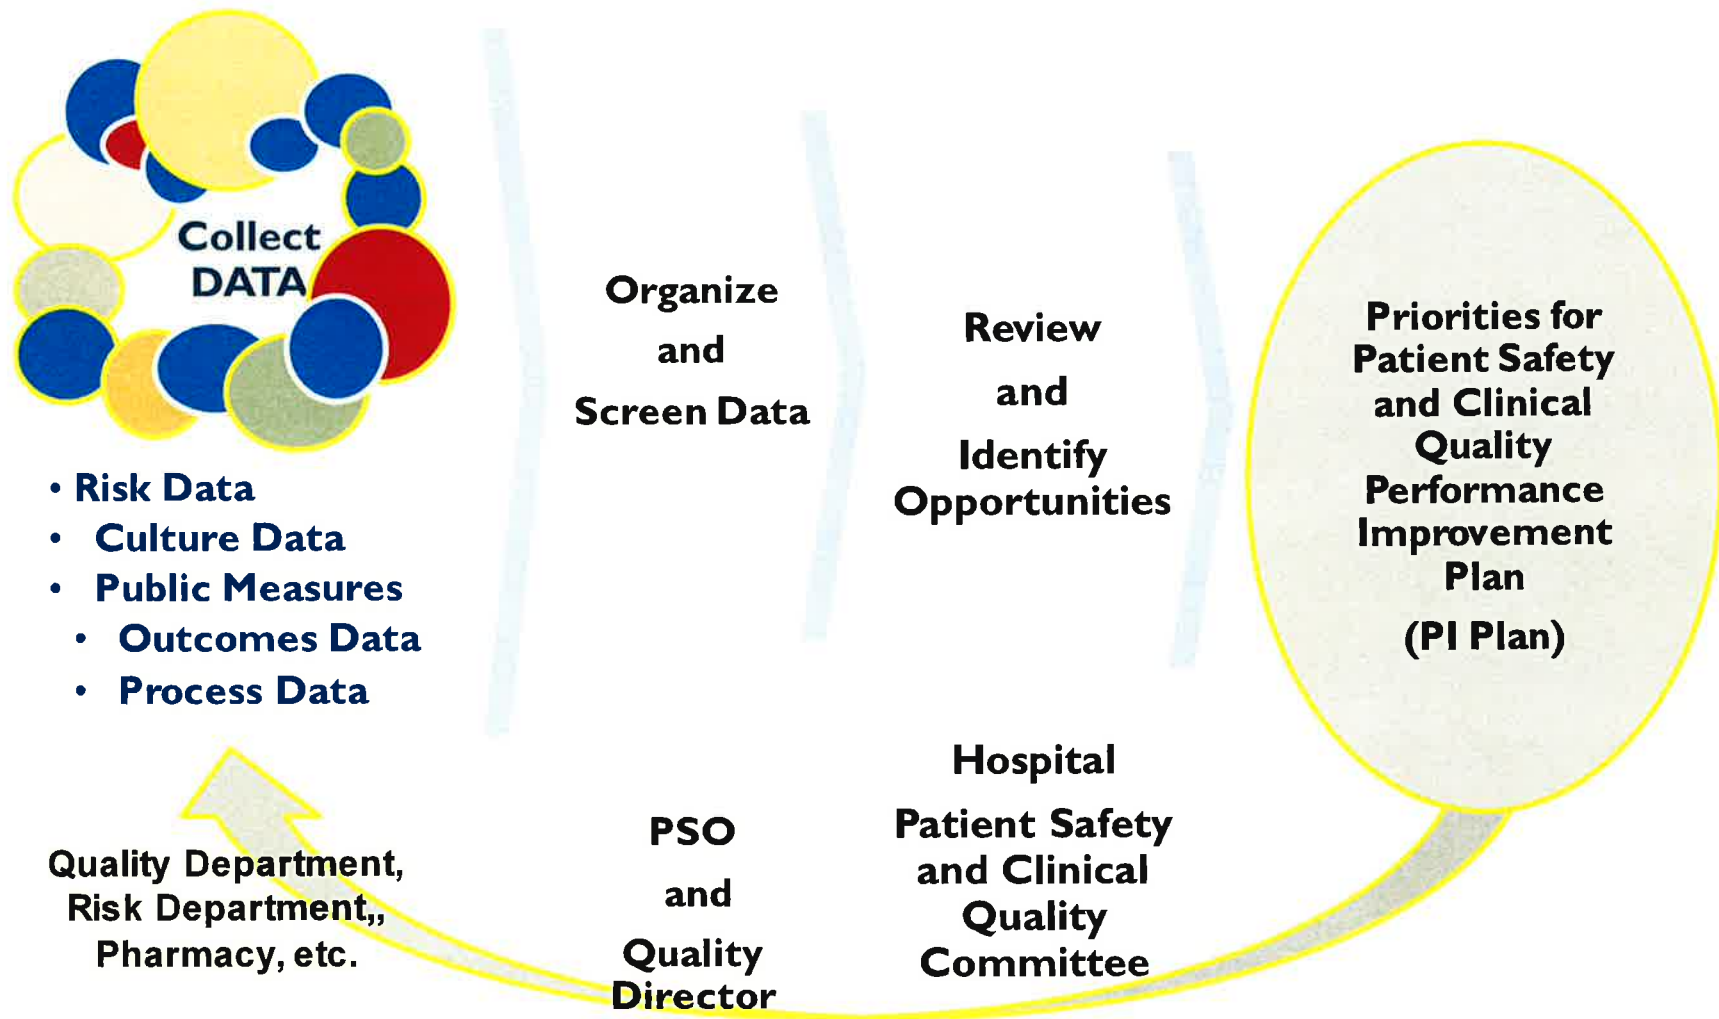 Collect
DATA
• Risk Data
• Culture Data
• Public Measures
• Outcomes Data
• Process Data
Quality Department,
Risk Department,,
Pharmacy, etc.
Organize
and
Screen Data
PSO
and
Quality
Director
Review
and
Identify
Opportunities
Hospital
Patient Safety
and Clinical
Quality
Committee
Priorities for
Patient Safety
and Clinical
Quality
Performance
Improvement
Plan
(PI Plan)